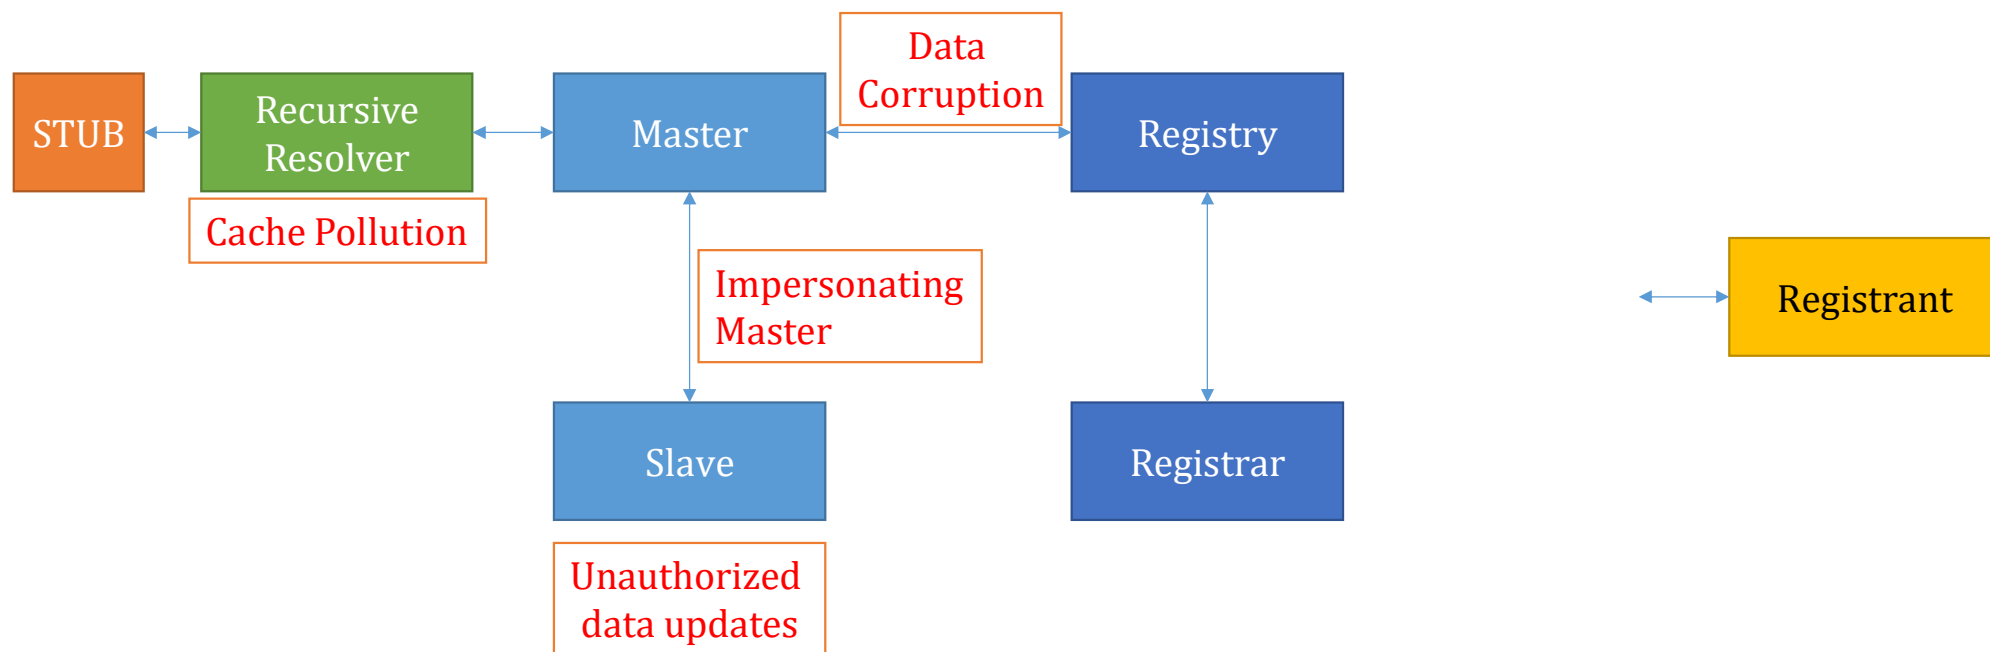 Data
Corruption
STUB
Recursive
Resolver
Master
Registry
Cache Pollution
Impersonating
Master
Registrant
Slave
Registrar
Unauthorized
data updates